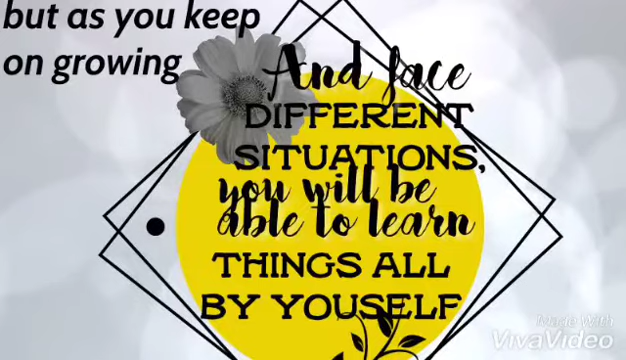 but as you keep
on growing
And face
DIFFERENT
SITUATIONS,
you will be
able to learn
THINGS ALL
BY YOUSELF
Made With
VivaVideo